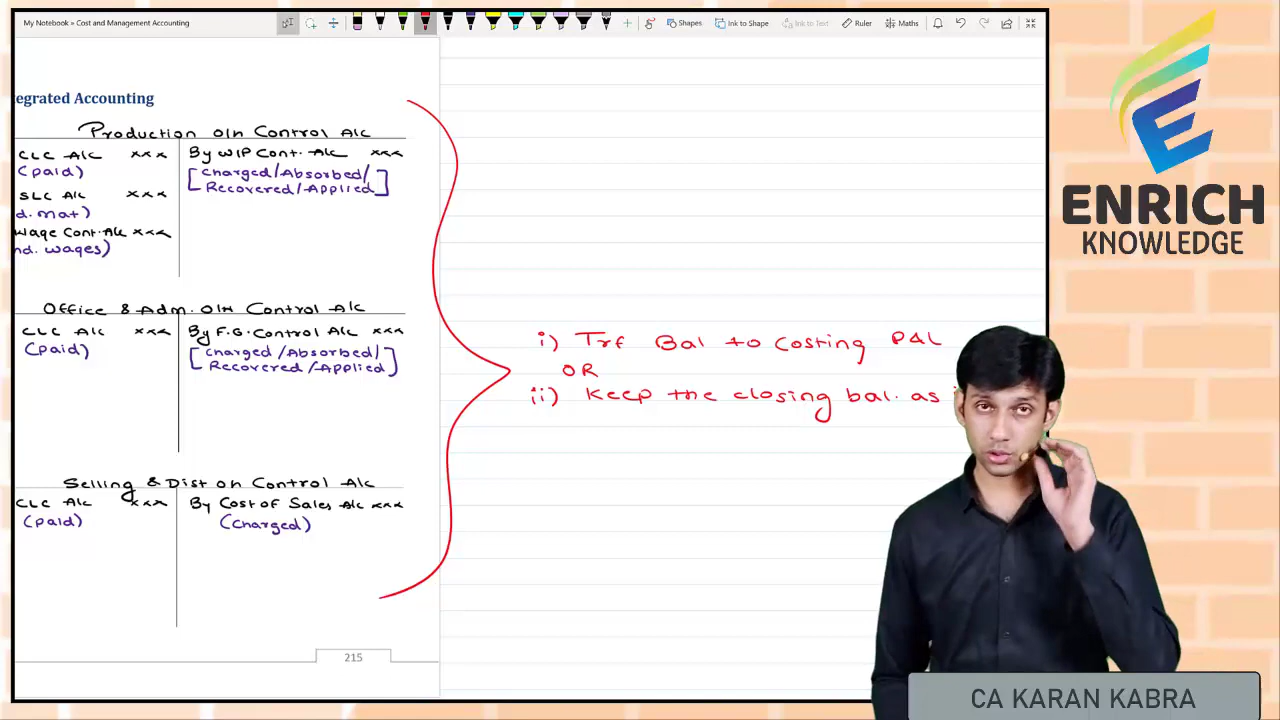 My Notebook » Cost and Management Accounting
Shapes
Ink to Shape
Ink to Text
Ruler
Maths
egrated Accounting
Production O/H Control A/c
CLC A/c xxx
(paid)
SLC A/c xxx
d. mat)
Wage Cont. A/c xxx
nd. wages)
By WIP Cont. A/c xxx
[Charged/Absorbed/
Recovered/Applied]
Office & Adm. O/H Control A/c
CLC A/c xxx
(paid)
By F.G. Control A/c xxx
[Charged/Absorbed/
Recovered/Applied]
Selling & Dist OH Control A/c
CLC A/c xxx
(paid)
By Cost of Sales A/c xxx
(Charged)
215
i) Trf Bal to Costing P&L
OR
ii) Keep the closing bal. as
ENRICH
KNOWLEDGE
CA KARAN KABRA